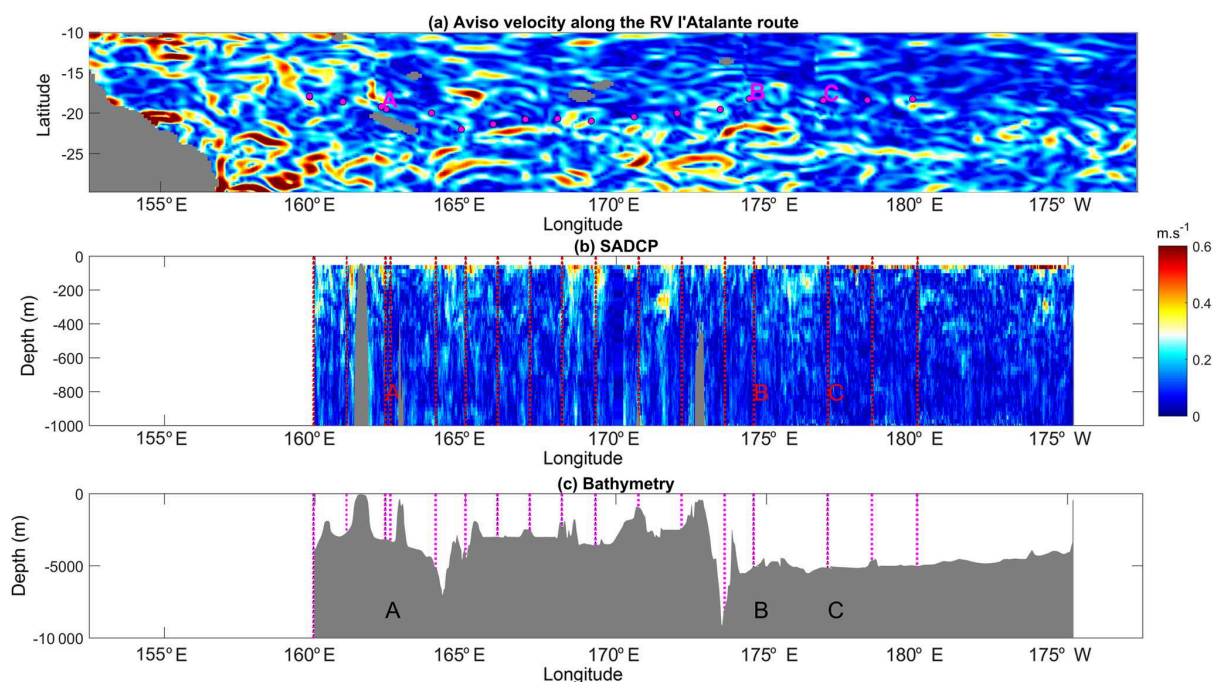 (a) Aviso velocity along the RV l'Atalante route
-10
-15
-20
-25
Latitude
A
B
C
155° E 160° E 165° E 170° E 175° E 180° E 175° W
Longitude
(b) SADCP
0
-200
-400
-600
-800
-1000
Depth (m)
A B C
155° E 160° E 165° E 170° E 175° E 180° E 175° W
Longitude
m.s-1
0.6
0.4
0.2
0
(c) Bathymetry
0
-5000
-10 000
Depth (m)
A B C
155° E 160° E 165° E 170° E 175° E 180° E 175° W
Longitude